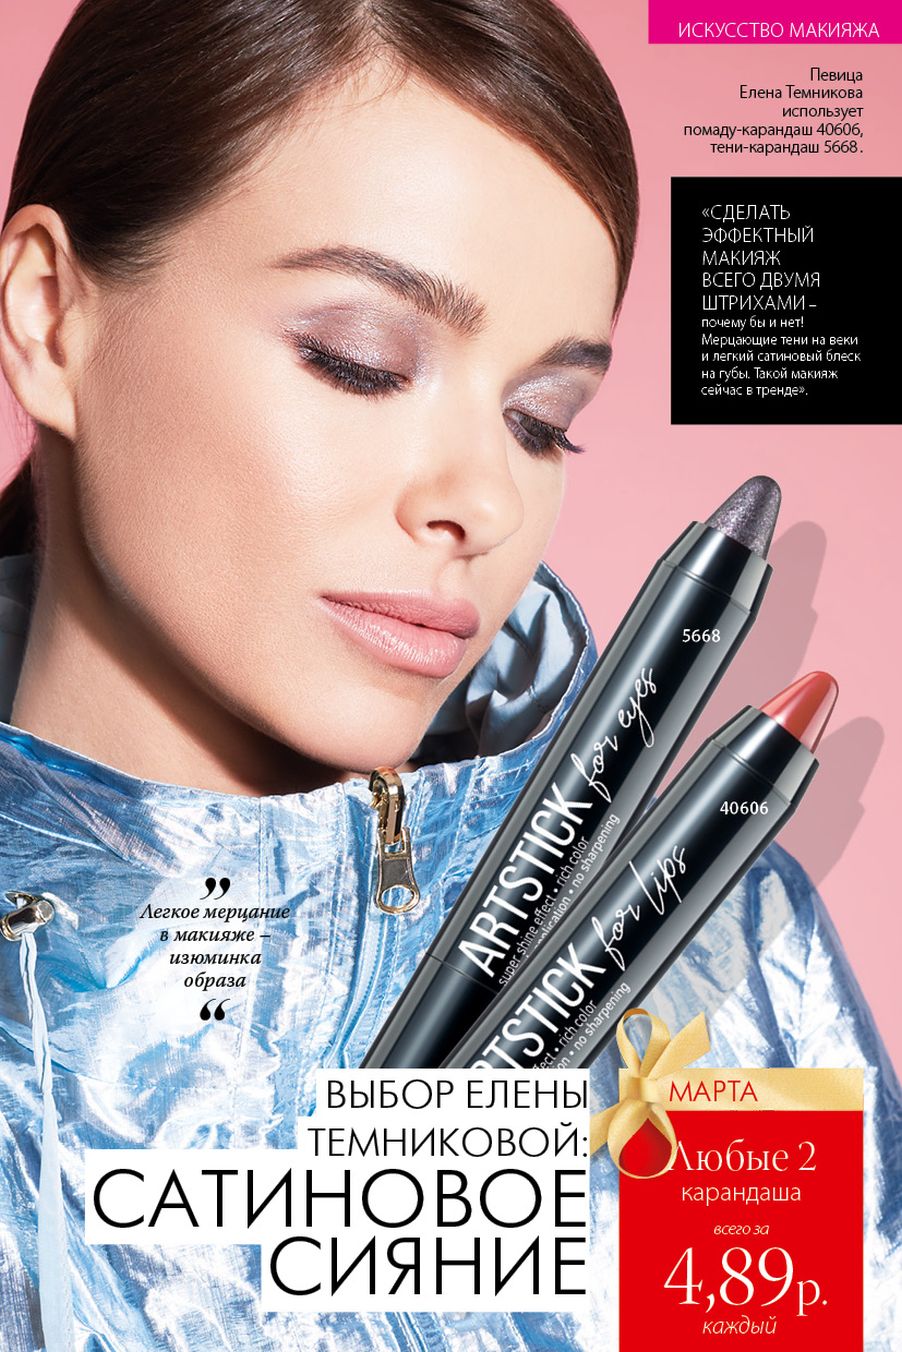 ИСКУССТВО МАКИЯЖА
Певица
Елена Темникова
использует
помаду-карандаш 40606,
тени-карандаш 5668.
«СДЕЛАТЬ
ЭФФЕКТНЫЙ
МАКИЯЖ
ВСЕГО ДВУМЯ
ШТРИХАМИ –
почему бы и нет!
Мерцающие тени на веки
и легкий сатиновый блеск
на губы. Такой макияж
сейчас в тренде».
5668
ARTSTICK for eyes
super shine effect • rich color
• no sharpening
40606
RTSTICK for lips
• rich color
• no sharpening
”
Легкое мерцание
в макияже –
изюминка
образа
“
ВЫБОР ЕЛЕНЫ
ТЕМНИКОВОЙ:
САТИНОВОЕ
СИЯНИЕ
МАРТА
Любые 2
карандаша
всего за
4,89р.
каждый